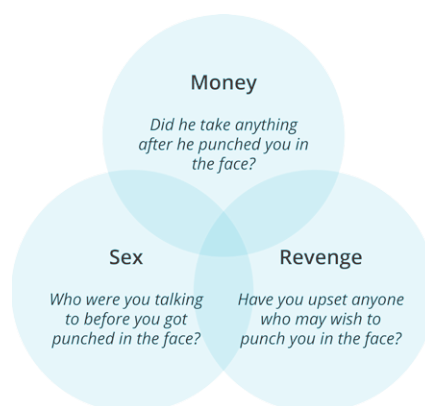 Money
Did he take anything
after he punched you in
the face?
Sex
Who were you talking
to before you got
punched in the face?
Revenge
Have you upset anyone
who may wish to
punch you in the face?